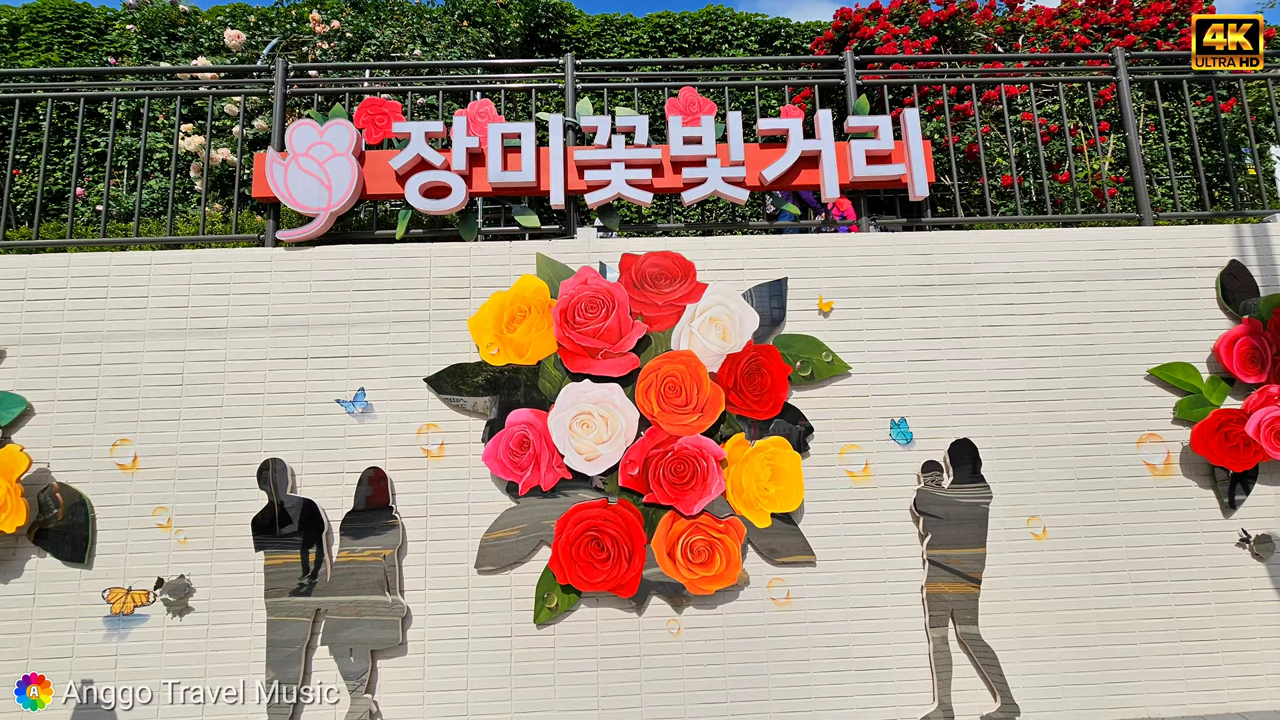 4K
ULTRA HD
장미꽃빛거리
A Anggo Travel Music